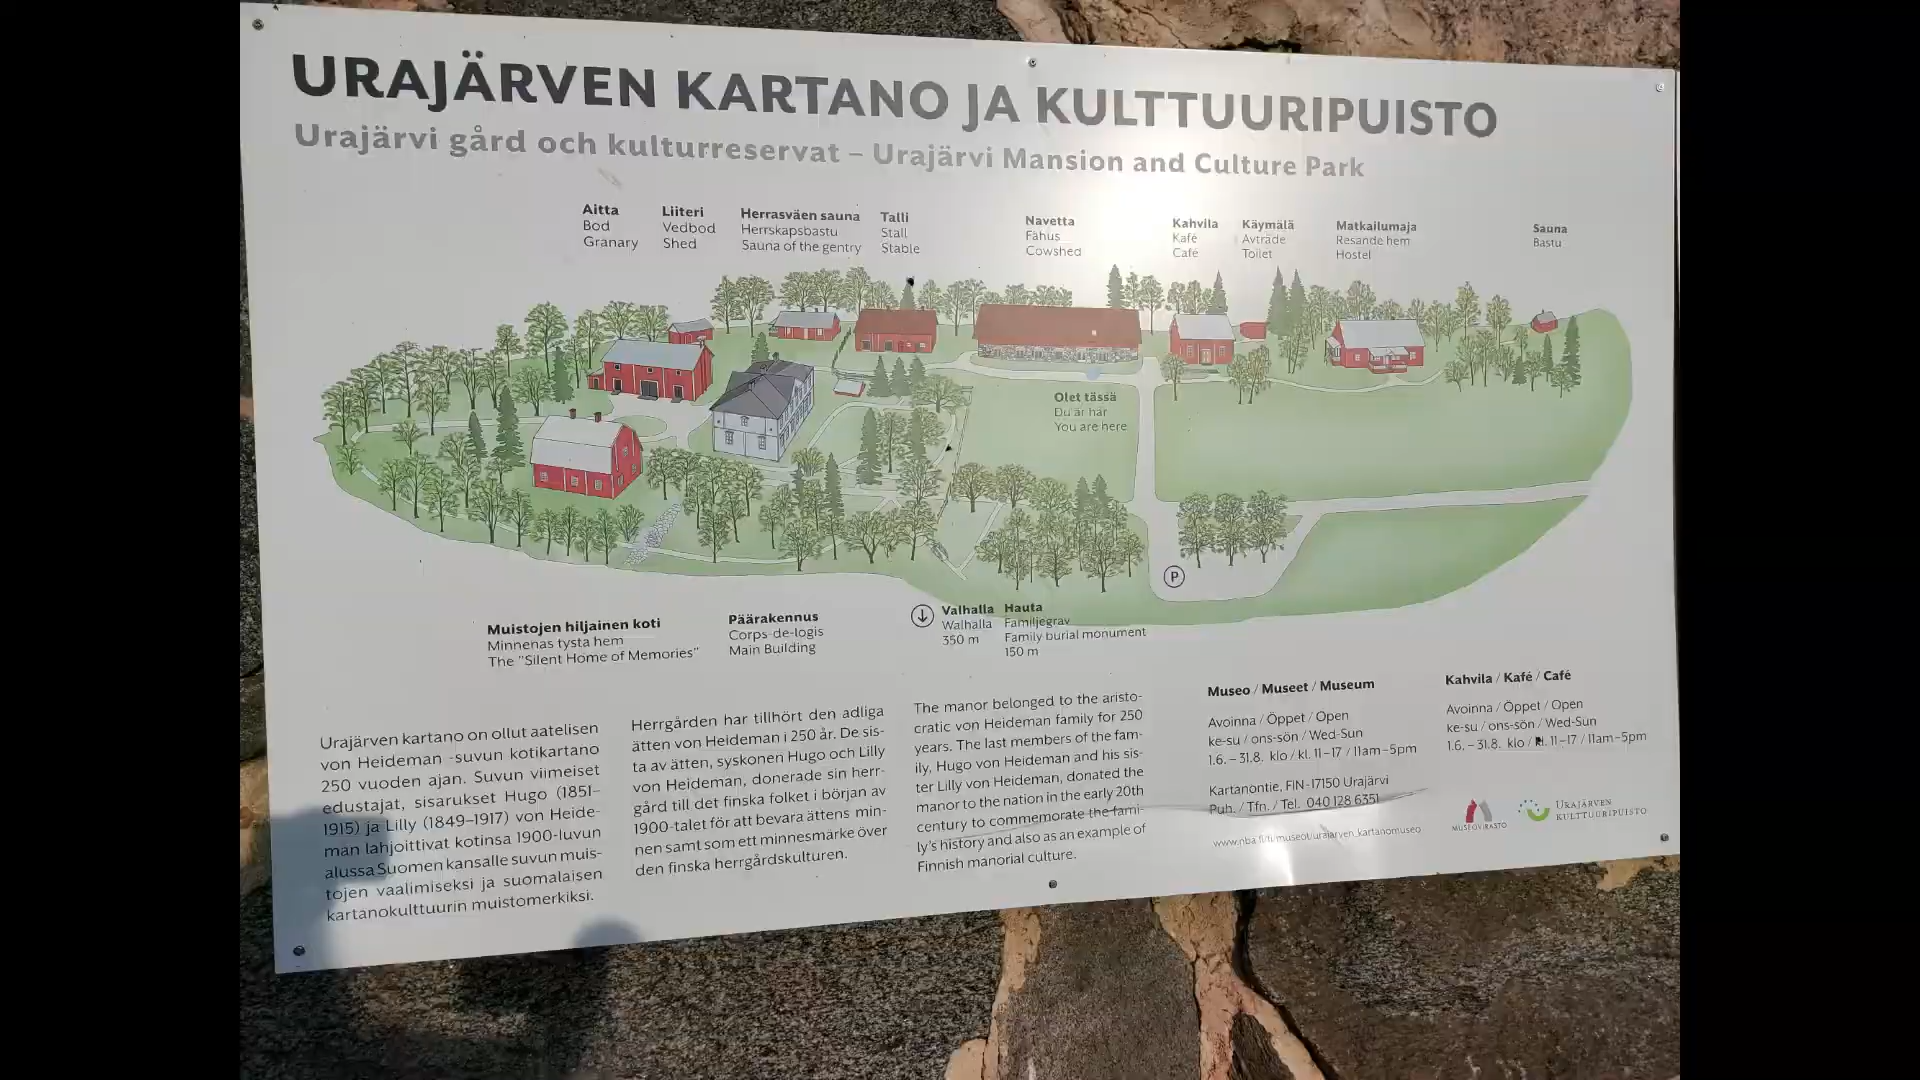 URAJÄRVEN KARTANO JA KULTTUURIPUISTO
Urajärvi gård och kulturreservat – Urajärvi Mansion and Culture Park
Aitta
Bod
Granary
Liiteri
Vedbod
Shed
Herrasväen sauna
Herrskapsbastu
Sauna of the gentry
Talli
Stall
Stable
Navetta
Fähus
Cowshed
Kahvila
Kafé
Café
Käymälä
Avträde
Toilet
Matkailumaja
Resande hem
Hostel
Sauna
Bastu
Olet tässä
Du är här
You are here
P
Muistojen hiljainen koti
Minnenas tysta hem
The "Silent Home of Memories"
Päärakennus
Corps-de-logis
Main Building
Valhalla
Walhalla
350 m
Hauta
Familjegrav
Family burial monument
150 m
Urajärven kartano on ollut aatelisen
von Heideman -suvun kotikartano
250 vuoden ajan. Suvun viimeiset
edustajat, sisarukset Hugo (1851–
1915) ja Lilly (1849–1917) von Heide-
man lahjoittivat kotinsa 1900-luvun
alussa Suomen kansalle suvun muis-
tojen vaalimiseksi ja suomalaisen
kartanokulttuurin muistomerkiksi.
Herrgården har tillhört den adliga
ätten von Heideman i 250 år. De sis-
ta av ätten, syskonen Hugo och Lilly
von Heideman, donerade sin herr-
gård till det finska folket i början av
1900-talet för att bevara ättens min-
nen samt som ett minnesmärke över
den finska herrgårdskulturen.
The manor belonged to the aristo-
cratic von Heideman family for 250
years. The last members of the fam-
ily, Hugo von Heideman and his sis-
ter Lilly von Heideman, donated the
manor to the nation in the early 20th
century to commemorate the fami-
ly's history and also as an example of
Finnish manorial culture.
Museo / Museet / Museum
Avoinna / Öppet / Open
ke-su / ons-sön / Wed-Sun
1.6. – 31.8. klo / kl. 11–17 / 11am–5pm
Kartanontie, FIN-17150 Urajärvi
Puh. / Tfn. / Tel. 040 128 6351
www.nba.fi/fi/museot/urajarven_kartanomuseo
Kahvila / Kafé / Café
Avoinna / Öppet / Open
ke-su / ons-sön / Wed-Sun
1.6. – 31.8. klo / kl. 11–17 / 11am–5pm
MUSEOVIRASTO
URAJÄRVEN
KULTTUURIPUISTO